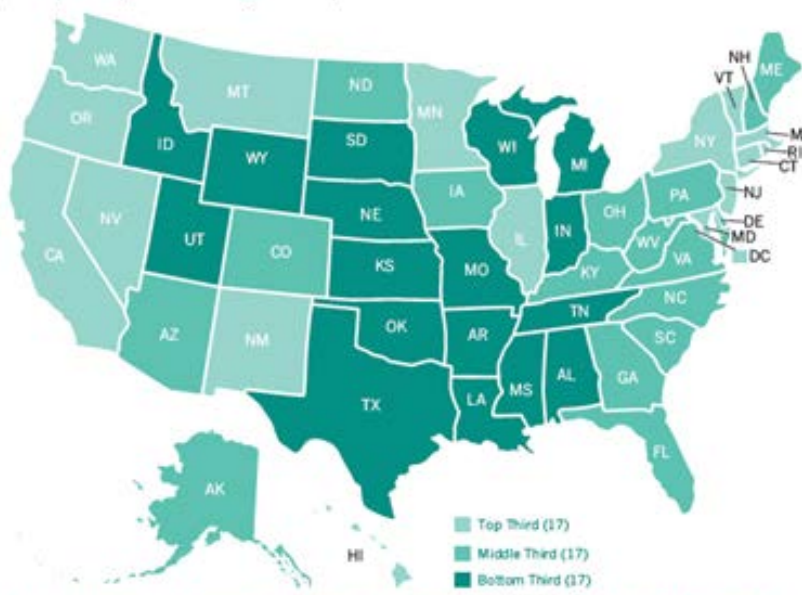 WA
MT
ND
MN
OR
ID
WY
SD
WI
MI
NH
VT
ME
NY
M
RI
CT
NV
UT
CO
NE
IA
IL
IN
OH
PA
NJ
DE
MD
DC
CA
AZ
NM
KS
MO
KY
WV
VA
OK
AR
TN
NC
SC
TX
LA
MS
AL
GA
FL
AK
HI
Top Third (17)
Middle Third (17)
Bottom Third (17)